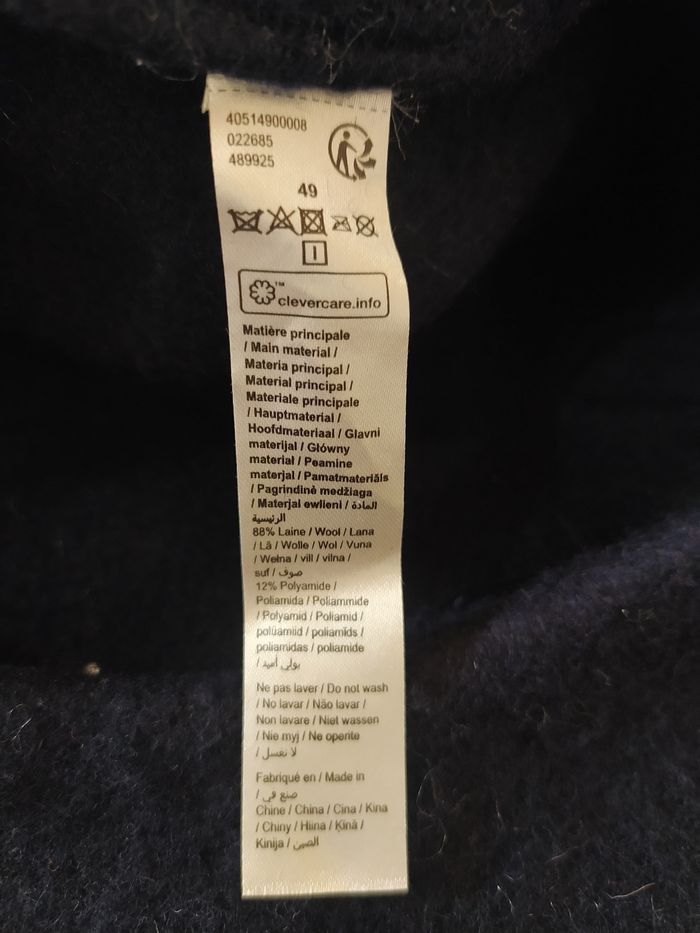 40514900008
022685
489925
49
I
clevercare.info™
Matière principale
/ Main material /
Materia principal /
Material principal /
Materiale principale
/ Hauptmaterial /
Hoofdmateriaal / Glavni
materijal / Główny
materiał / Peamine
materjal / Pamatmateriāls
/ Pagrindinė medžiaga
/ Materjal ewlieni / المادة
الرئيسية
88% Laine / Wool / Lana
/ Lã / Wolle / Wol / Vuna
/ Wełna / vill / vilna /
suf / صوف
12% Polyamide /
Poliamida / Poliammide
/ Polyamid / Poliamid /
polüamiid / poliamīds /
poliamidas / poliamide
/ بولي أميد
Ne pas laver / Do not wash
/ No lavar / Não lavar /
Non lavare / Niet wassen
/ Nie myj / Ne operite
/ لا تغسل
Fabriqué en / Made in
/ صنع في
Chine / China / Cina / Kina
/ Chiny / Hiina / Ķīnā /
Kinija / الصين